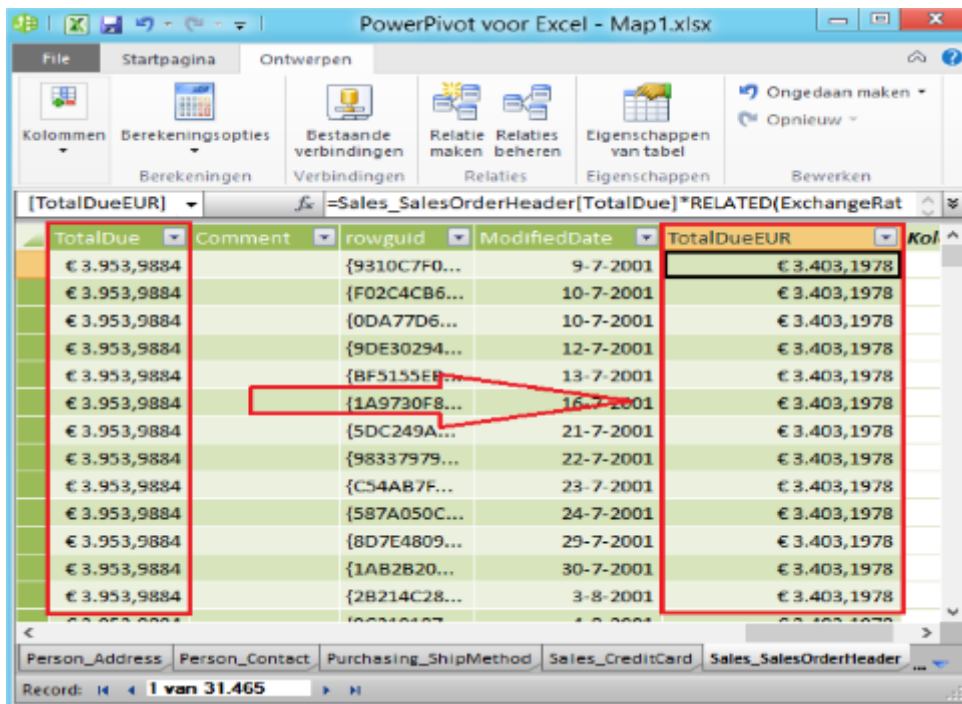 PowerPivot voor Excel - Map1.xlsx
File Startpagina Ontwerpen
Kolommen
Berekeningsopties
Bestaande verbindingen
Relatie maken
Relaties beheren
Eigenschappen van tabel
Ongedaan maken
Opnieuw
Berekeningen Verbindingen Relaties Eigenschappen Bewerken
[TotalDueEUR] fx =Sales_SalesOrderHeader[TotalDue]*RELATED(ExchangeRat
TotalDue Comment rowguid ModifiedDate TotalDueEUR Kol
€ 3.953,9884 {9310C7F0... 9-7-2001 € 3.403,1978
€ 3.953,9884 {F02C4CB6... 10-7-2001 € 3.403,1978
€ 3.953,9884 {0DA77D6... 10-7-2001 € 3.403,1978
€ 3.953,9884 {9DE30294... 12-7-2001 € 3.403,1978
€ 3.953,9884 {BF5155EB... 13-7-2001 € 3.403,1978
€ 3.953,9884 {1A9730F8... 16-7-2001 € 3.403,1978
€ 3.953,9884 {5DC249A... 21-7-2001 € 3.403,1978
€ 3.953,9884 {98337979... 22-7-2001 € 3.403,1978
€ 3.953,9884 {C54AB7F... 23-7-2001 € 3.403,1978
€ 3.953,9884 {587A050C... 24-7-2001 € 3.403,1978
€ 3.953,9884 {8D7E4809... 29-7-2001 € 3.403,1978
€ 3.953,9884 {1AB2B20... 30-7-2001 € 3.403,1978
€ 3.953,9884 {2B214C28... 3-8-2001 € 3.403,1978
Person_Address Person_Contact Purchasing_ShipMethod Sales_CreditCard Sales_SalesOrderHeader ...
Record: 1 van 31.465